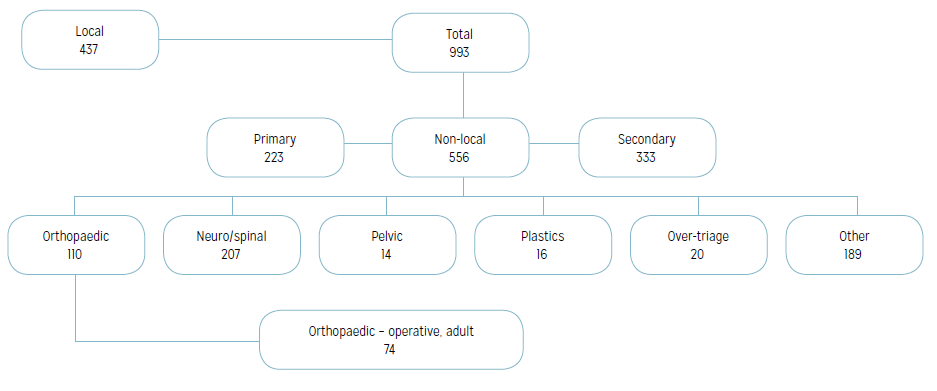 Local
437
Total
993
Primary
223
Non-local
556
Secondary
333
Orthopaedic
110
Neuro/spinal
207
Pelvic
14
Plastics
16
Over-triage
20
Other
189
Orthopaedic – operative, adult
74